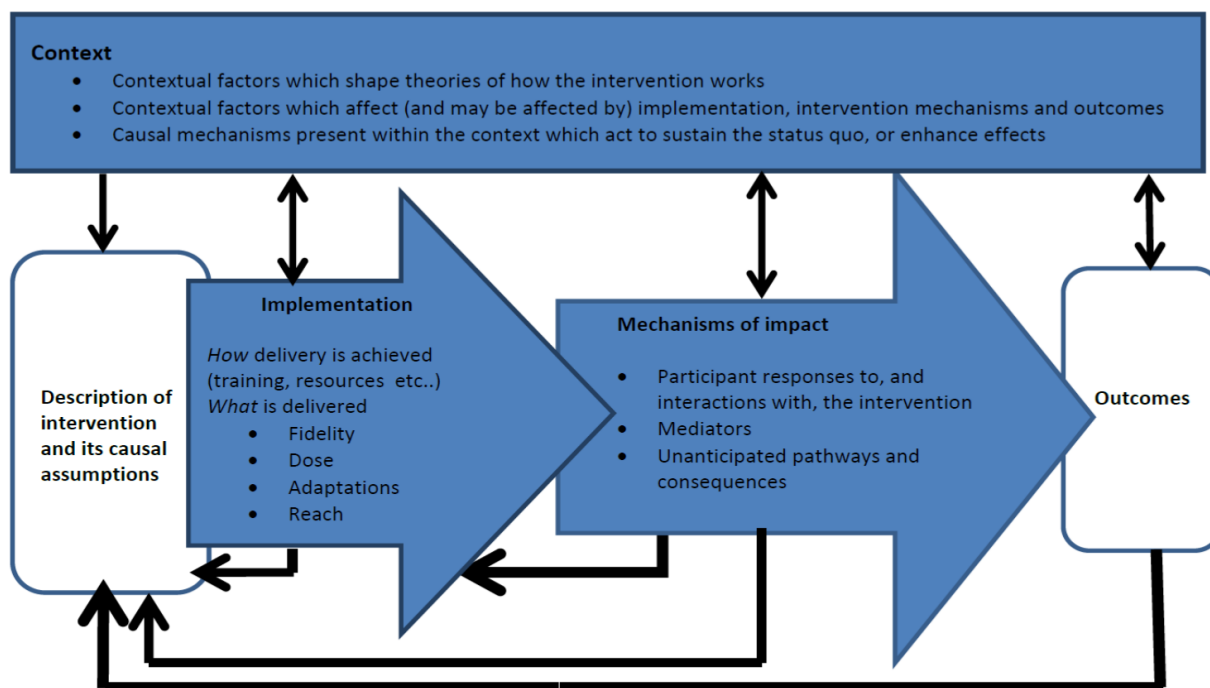 Context
• Contextual factors which shape theories of how the intervention works
• Contextual factors which affect (and may be affected by) implementation, intervention mechanisms and outcomes
• Causal mechanisms present within the context which act to sustain the status quo, or enhance effects
Description of
intervention
and its causal
assumptions
Implementation
How delivery is achieved
(training, resources etc..)
What is delivered
• Fidelity
• Dose
• Adaptations
• Reach
Mechanisms of impact
• Participant responses to, and
interactions with, the intervention
• Mediators
• Unanticipated pathways and
consequences
Outcomes